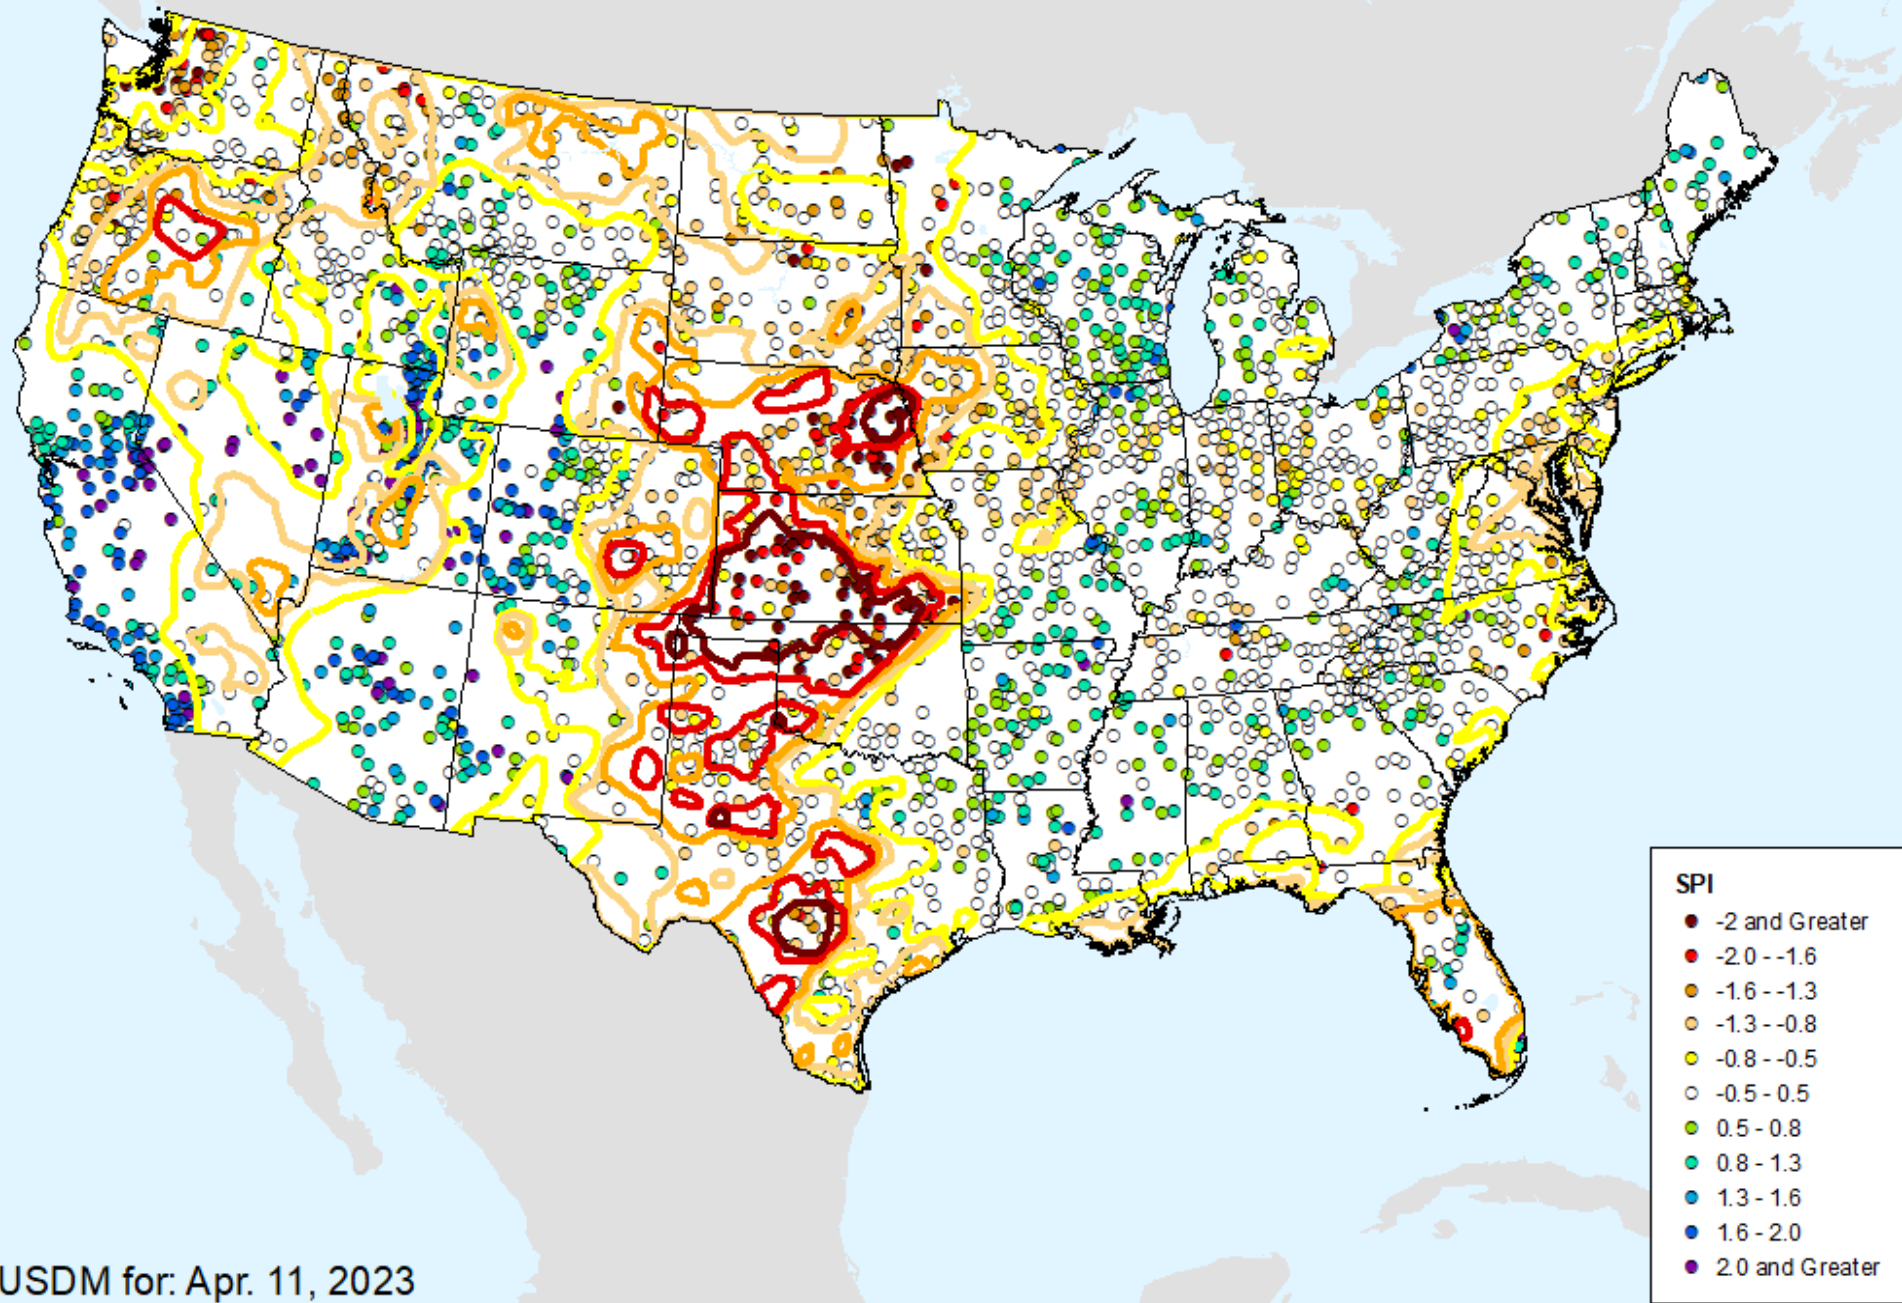 SPI
-2 and Greater
-2.0 - -1.6
-1.6 - -1.3
-1.3 - -0.8
-0.8 - -0.5
-0.5 - 0.5
0.5 - 0.8
0.8 - 1.3
1.3 - 1.6
1.6 - 2.0
2.0 and Greater
USDM for: Apr. 11, 2023